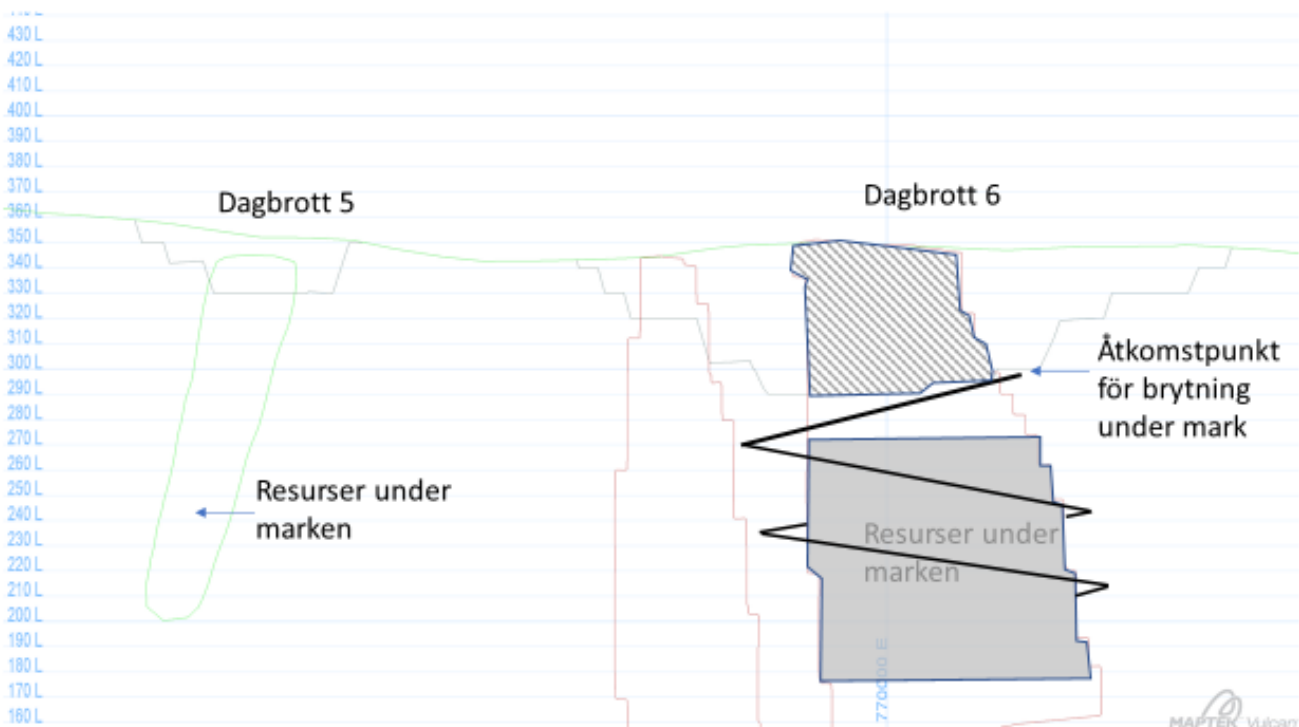 430 L
420 L
410 L
400 L
390 L
380 L
370 L
360 L
350 L
340 L
330 L
320 L
310 L
300 L
290 L
280 L
270 L
260 L
250 L
240 L
230 L
220 L
210 L
200 L
190 L
180 L
170 L
160 L
Dagbrott 5
Dagbrott 6
Åtkomstpunkt
för brytning
under mark
Resurser under
marken
Resurser under
marken
770000 E
MAPTEK Vulcan